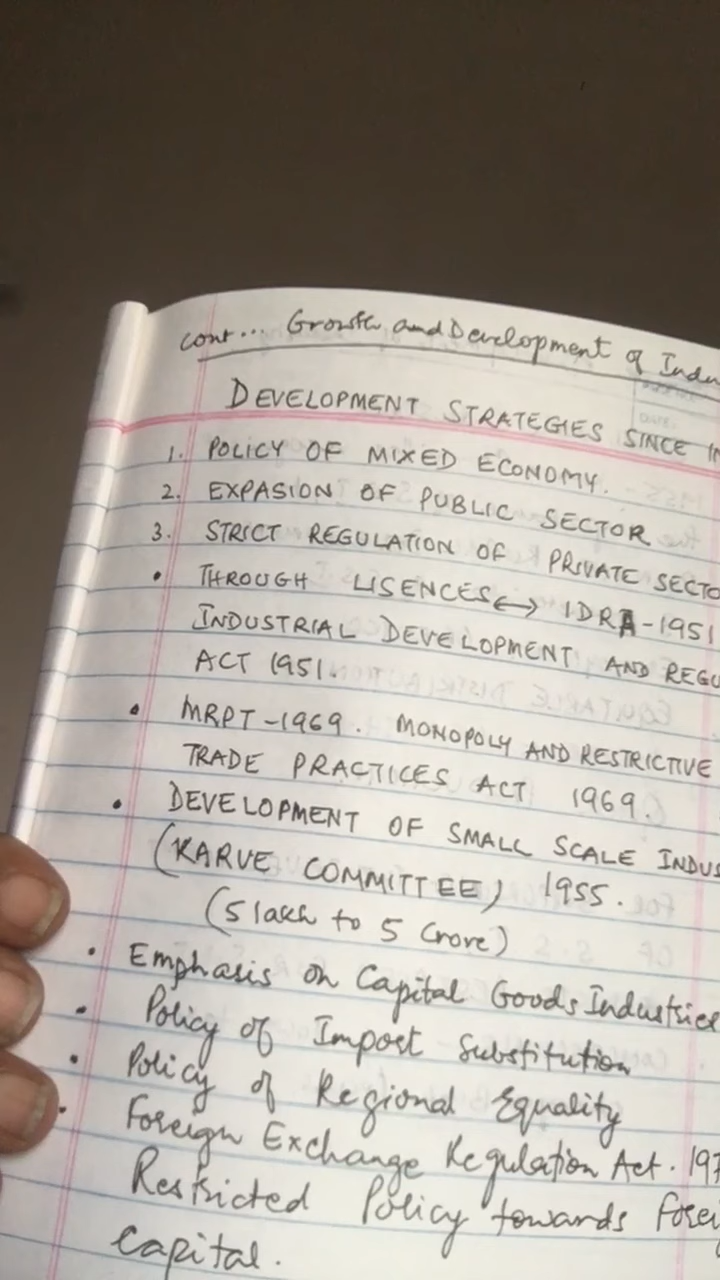 cont... Growth and Development of Indu
DEVELOPMENT STRATEGIES SINCE IN
1. POLICY OF MIXED ECONOMY.
2. EXPASION OF PUBLIC SECTOR
3. STRICT REGULATION OF PRIVATE SECTO
• THROUGH LISENCES ↔ IDRA-1951
INDUSTRIAL DEVELOPMENT AND REGU
ACT 1951.
• MRPT-1969. MONOPOLY AND RESTRICTIVE
TRADE PRACTICES ACT 1969.
• DEVELOPMENT OF SMALL SCALE INDUS
(KARVE COMMITTEE) 1955.
(5 lakh to 5 Crore)
• Emphasis on Capital Goods Industries
• Policy of Import Substitution
• Policy of Regional Equality
• Foreign Exchange Regulation Act. 197
Restricted Policy towards forei
capital.